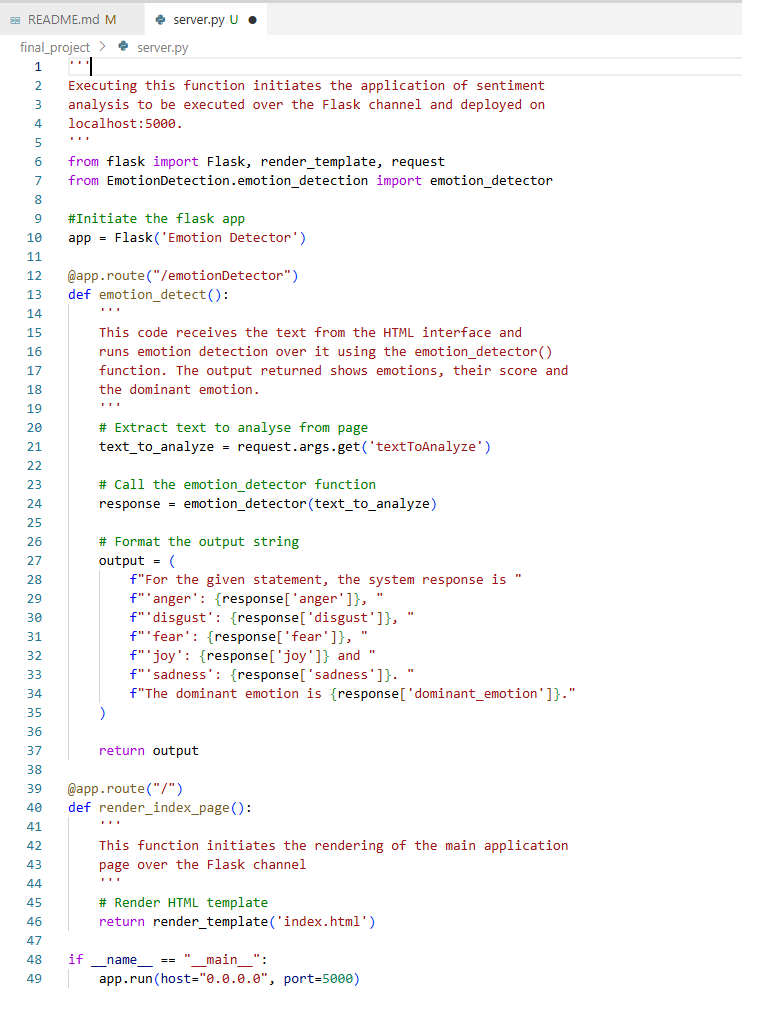 README.md M server.py U
final_project > server.py
1 '''
2 Executing this function initiates the application of sentiment
3 analysis to be executed over the Flask channel and deployed on
4 localhost:5000.
5 '''
6 from flask import Flask, render_template, request
7 from EmotionDetection.emotion_detection import emotion_detector
8
9 #Initiate the flask app
10 app = Flask('Emotion Detector')
11
12 @app.route("/emotionDetector")
13 def emotion_detect():
14     '''
15     This code receives the text from the HTML interface and
16     runs emotion detection over it using the emotion_detector()
17     function. The output returned shows emotions, their score and
18     the dominant emotion.
19     '''
20     # Extract text to analyse from page
21     text_to_analyze = request.args.get('textToAnalyze')
22
23     # Call the emotion_detector function
24     response = emotion_detector(text_to_analyze)
25
26     # Format the output string
27     output = (
28         f"For the given statement, the system response is "
29         f"'anger': {response['anger']}, "
30         f"'disgust': {response['disgust']}, "
31         f"'fear': {response['fear']}, "
32         f"'joy': {response['joy']} and "
33         f"'sadness': {response['sadness']}. "
34         f"The dominant emotion is {response['dominant_emotion']}."
35     )
36
37     return output
38
39 @app.route("/")
40 def render_index_page():
41     '''
42     This function initiates the rendering of the main application
43     page over the Flask channel
44     '''
45     # Render HTML template
46     return render_template('index.html')
47
48 if __name__ == "__main__":
49     app.run(host="0.0.0.0", port=5000)